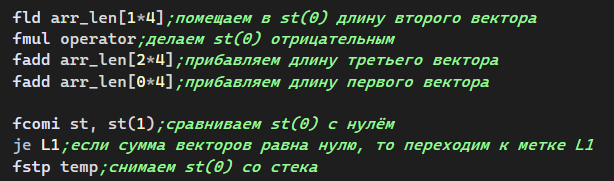 fld arr_len[1*4];помещаем в st(0) длину второго вектора
fmul operator;делаем st(0) отрицательным
fadd arr_len[2*4];прибавляем длину третьего вектора
fadd arr_len[0*4];прибавляем длину первого вектора
fcomi st, st(1);сравниваем st(0) с нулём
je L1;если сумма векторов равна нулю, то переходим к метке L1
fstp temp;снимаем st(0) со стека